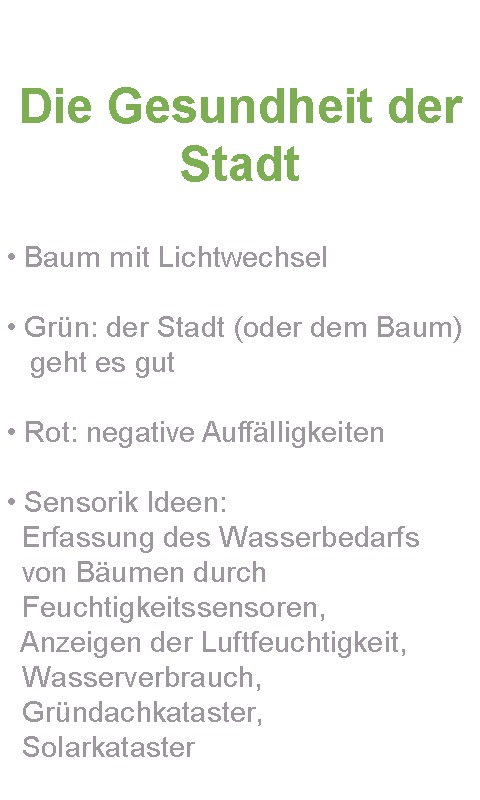 Die Gesundheit der
Stadt
• Baum mit Lichtwechsel
• Grün: der Stadt (oder dem Baum)
geht es gut
• Rot: negative Auffälligkeiten
• Sensorik Ideen:
Erfassung des Wasserbedarfs
von Bäumen durch
Feuchtigkeitssensoren,
Anzeigen der Luftfeuchtigkeit,
Wasserverbrauch,
Gründachkataster,
Solarkataster